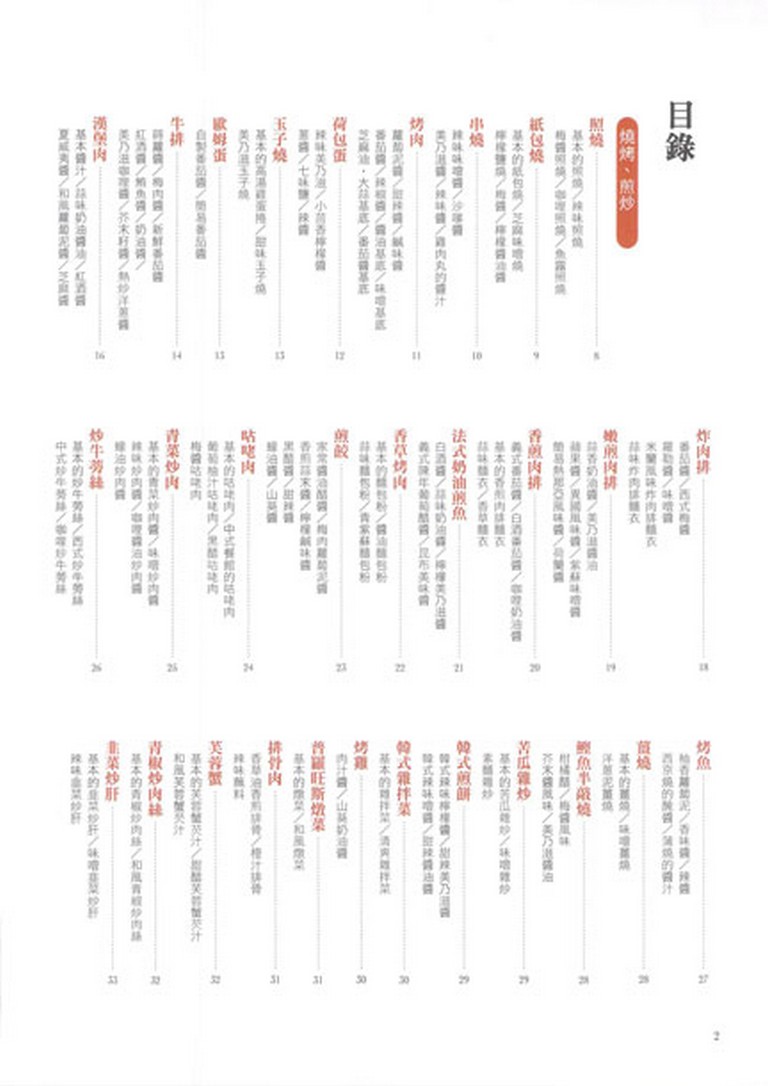 目錄
燒烤、煎炒
照燒 8
基本的照燒／辣味照燒
梅醬照燒／咖哩照燒／魚露照燒
紙包燒 9
基本的紙包燒／芝麻味噌燒
檸檬鹽燒／梅醬／檸檬醬油醬
串燒 10
辣味味噌醬／沙嗲醬
美乃滋醬／辣味醬／雞肉丸的醬汁
烤肉 11
蘿蔔泥醬／甜辣醬／鹹味醬
番茄醬／辣椒醬／醬油基底／味噌基底
芝麻油・大蒜基底／番茄醬基底
荷包蛋 12
辣味美乃滋／小茴香檸檬醬
蔥醬／七味鹽／辣醬
玉子燒 13
基本的高湯雞蛋捲／甜味玉子燒
美乃滋玉子燒
歐姆蛋 13
自製番茄醬／簡易番茄醬
牛排 14
蒜醬／梅肉醬／新鮮番茄醬
紅酒醬／鯷魚醬／奶油醬／
美乃滋咖哩醬／芥末籽醬／熱炒洋蔥醬
漢堡肉 16
基本醬汁／蒜味奶油醬油／紅酒醬
夏威夷醬／和風蘿蔔泥醬／芝麻醬
炸肉排 18
番茄醬／西式梅醬
羅勒醬／味噌醬
米蘭風味炸肉排麵衣
蒜味炸肉排麵衣
嫩煎肉排 19
蒜香奶油醬／美乃滋醬油
蘋果醬／異國風味醬／紫蘇味噌醬
簡易熱那亞風味醬／荷蘭醬
香煎肉排 20
義式番茄醬／白酒番茄醬／咖哩奶油醬
基本的香煎肉排麵衣
蒜味麵衣／香草麵衣
法式奶油煎魚 21
白酒醬／蒜味奶油醬／檸檬美乃滋醬
義式陳年葡萄醋醬／昆布美味醬
香草烤肉 22
基本的麵包粉／醬油麵包粉
蒜味麵包粉／青紫蘇麵包粉
煎餃 23
家常醬油醋醬／梅肉蘿蔔泥醬
香煎蒜末醬／檸檬鹹味醬
黑醋醬／甜辣醬
蠔油醬／山葵醬
咕咾肉 24
基本的咕咾肉／中式餐館的咕咾肉
葡萄柚汁咕咾肉／黑醋咕咾肉
梅醬咕咾肉
青菜炒肉 25
基本的青菜炒肉醬／味噌炒肉醬
辣味炒肉醬／咖哩醬油炒肉醬
蠔油炒肉醬
炒牛蒡絲 26
基本的炒牛蒡絲／西式炒牛蒡絲
中式炒牛蒡絲／咖哩炒牛蒡絲
烤魚 27
柚香蘿蔔泥／香味醬／辣醬
西京燒的醃醬／蒲燒的醬汁
薑燒 28
基本的薑燒／味噌薑燒
洋蔥泥薑燒
鰹魚半敲燒 28
柑橘醋／梅醬風味
芥末醬風味／美乃滋醬油
苦瓜雜炒 29
基本的苦瓜雜炒／味噌雜炒
素麵雜炒
韓式煎餅 29
韓式辣味檸檬醬／甜辣美乃滋醬
韓式辣味噌醬／甜辣醬油醬
韓式雜拌菜 30
基本的雜拌菜／清爽雜拌菜
烤雞 30
肉汁醬／山葵奶油醬
普羅旺斯燉菜 31
基本的燉菜／和風燉菜
排骨肉 31
香草油香煎排骨／橙汁排骨
辣味醃料
芙蓉蟹 32
基本的芙蓉蟹芡汁／甜醋芙蓉蟹芡汁
和風芙蓉蟹芡汁
青椒炒肉絲 32
基本的青椒炒肉絲／和風青椒炒肉絲
韭菜炒肝 33
基本的韭菜炒肝／味噌韭菜炒肝
辣味韭菜炒肝
2